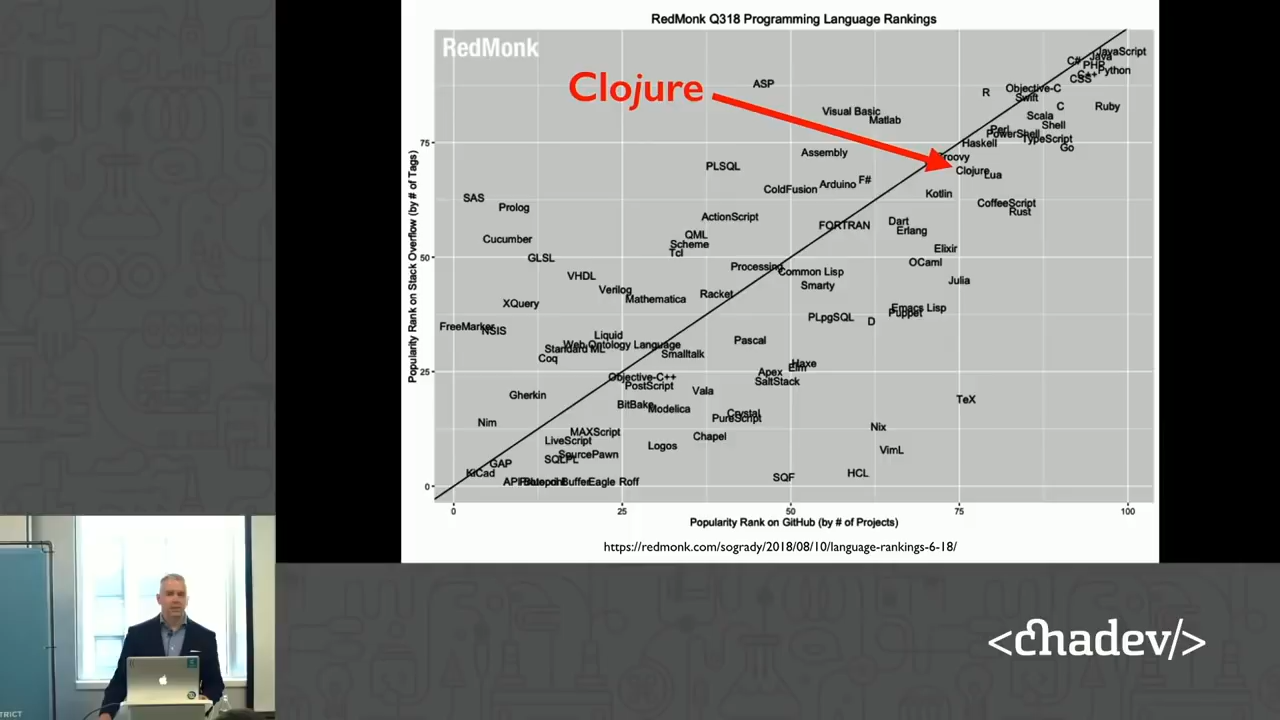 RedMonk Q318 Programming Language Rankings
RedMonk
Clojure
Popularity Rank on Stack Overflow (by # of Tags)
75
50
25
0
JavaScript
Java
C#
PHP
Python
C++
CSS
ASP
Objective-C
R
Swift
C
Ruby
Visual Basic
Matlab
Scala
Shell
Perl
PowerShell
TypeScript
Haskell
Go
Assembly
Groovy
PLSQL
Clojure
Lua
F#
Arduino
ColdFusion
Kotlin
SAS
CoffeeScript
Prolog
Rust
ActionScript
Dart
FORTRAN
Erlang
QML
Cucumber
Scheme
Elixir
Tcl
GLSL
OCaml
Processing
Common Lisp
VHDL
Julia
Smarty
Verilog
Racket
Mathematica
XQuery
Emacs Lisp
Puppet
PLpgSQL
D
FreeMarker
NSIS
Liquid
Pascal
Web Ontology Language
Standard ML
Smalltalk
Coq
Haxe
Elm
Apex
Objective-C++
SaltStack
PostScript
Vala
Gherkin
TeX
BitBake
Modelica
Crystal
PureScript
Nim
Nix
MAXScript
Chapel
LiveScript
Logos
VimL
SourcePawn
SQLPL
GAP
KiCad
HCL
SQF
Eagle
Roff
0
25
50
75
100
Popularity Rank on GitHub (by # of Projects)
https://redmonk.com/sogrady/2018/08/10/language-rankings-6-18/
<chadev/>
TRICT